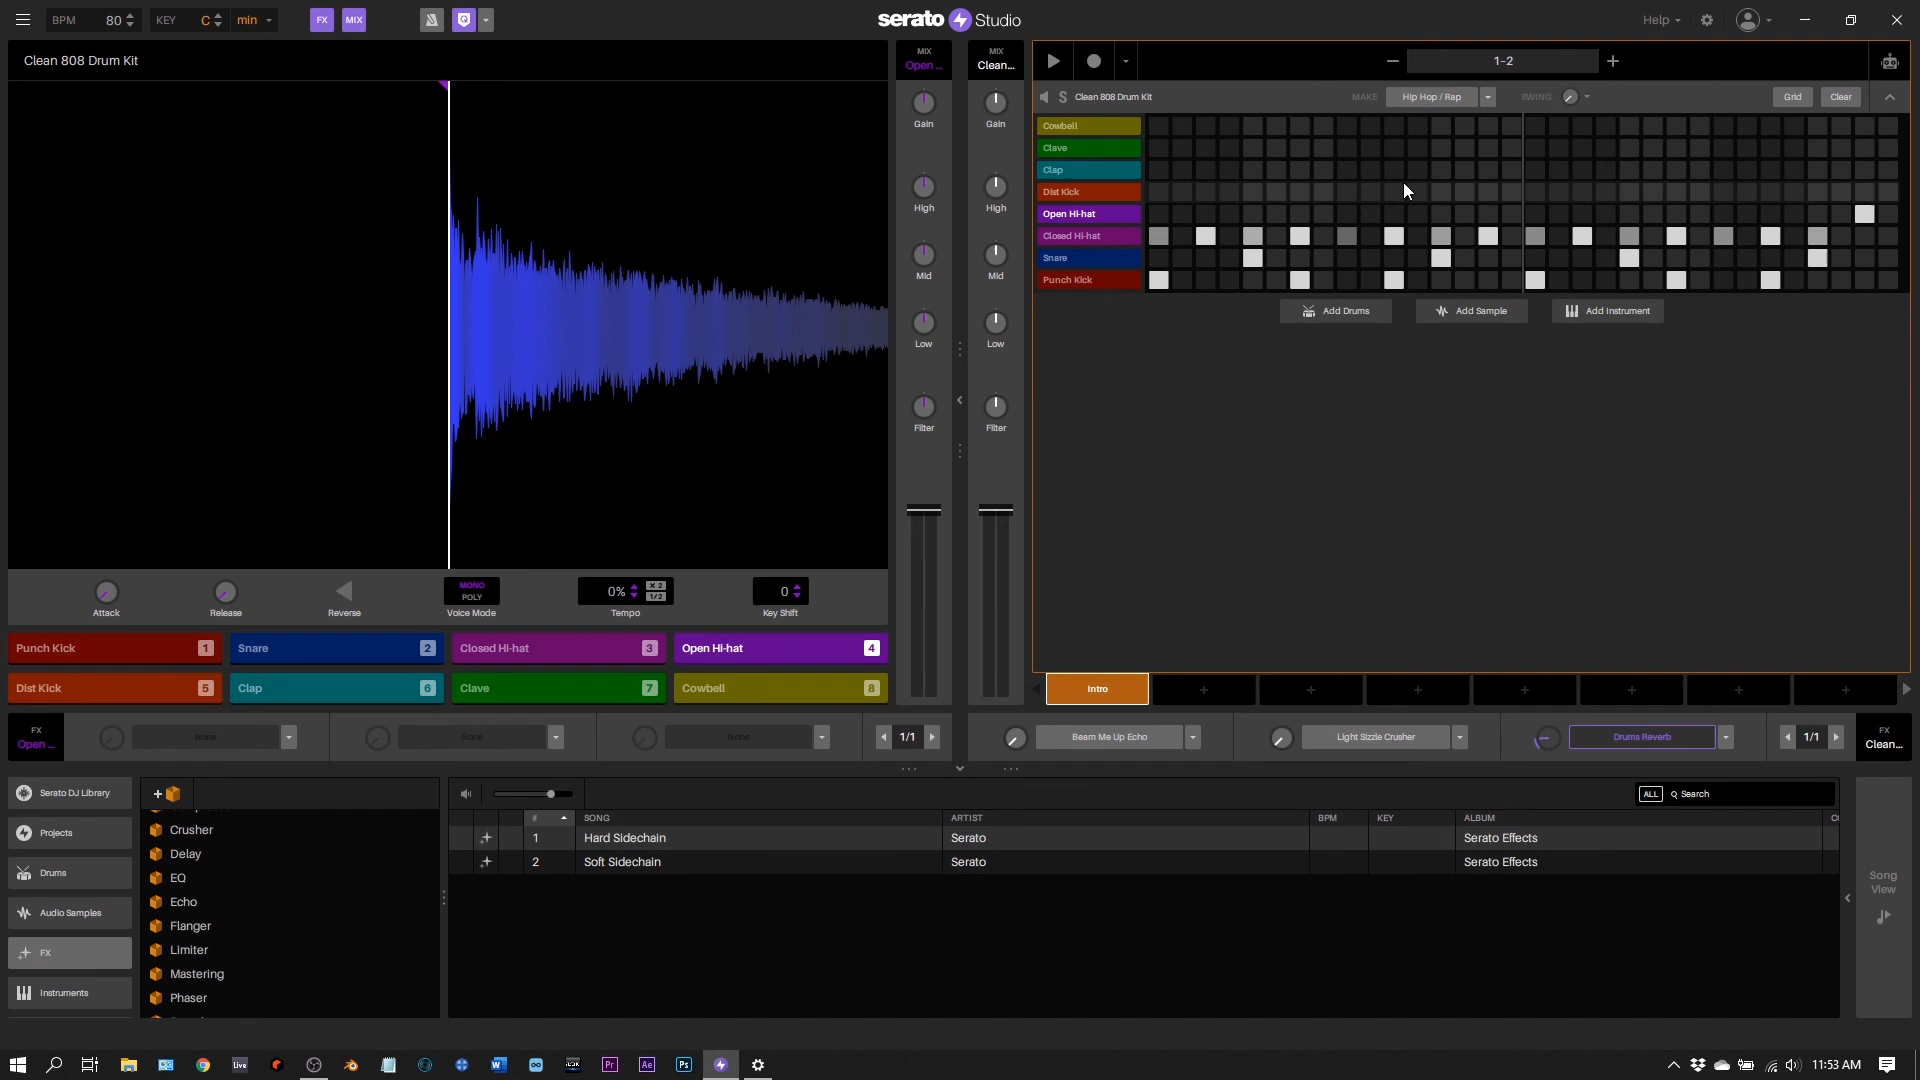 BPM 80 KEY C min FX MIX serato Studio Help
Clean 808 Drum Kit
MIX
Open ...
MIX
Clean...
1-2
Clean 808 Drum Kit MAKE Hip Hop / Rap SWING Grid Clear
Gain Gain
High High
Mid Mid
Low Low
Filter Filter
Cowbell
Clave
Clap
Dist Kick
Open Hi-hat
Closed Hi-hat
Snare
Punch Kick
Add Drums Add Sample Add Instrument
Attack
Release
Reverse
MONO
POLY
Voice Mode
0% X 2
1/2
Tempo
0
Key Shift
Punch Kick 1 Snare 2 Closed Hi-hat 3 Open Hi-hat 4
Dist Kick 5 Clap 6 Clave 7 Cowbell 8
Intro + + + + + + +
FX
Open ...
None None None 1/1
Beam Me Up Echo Light Sizzle Crusher Drums Reverb 1/1
FX
Clean...
Serato DJ Library
Projects
Drums
Audio Samples
FX
Instruments
+
Crusher
Delay
EQ
Echo
Flanger
Limiter
Mastering
Phaser
ALL Search
# SONG ARTIST BPM KEY ALBUM
1 Hard Sidechain Serato Serato Effects
2 Soft Sidechain Serato Serato Effects
Song
View
live W Pr Ae Ps 11:53 AM